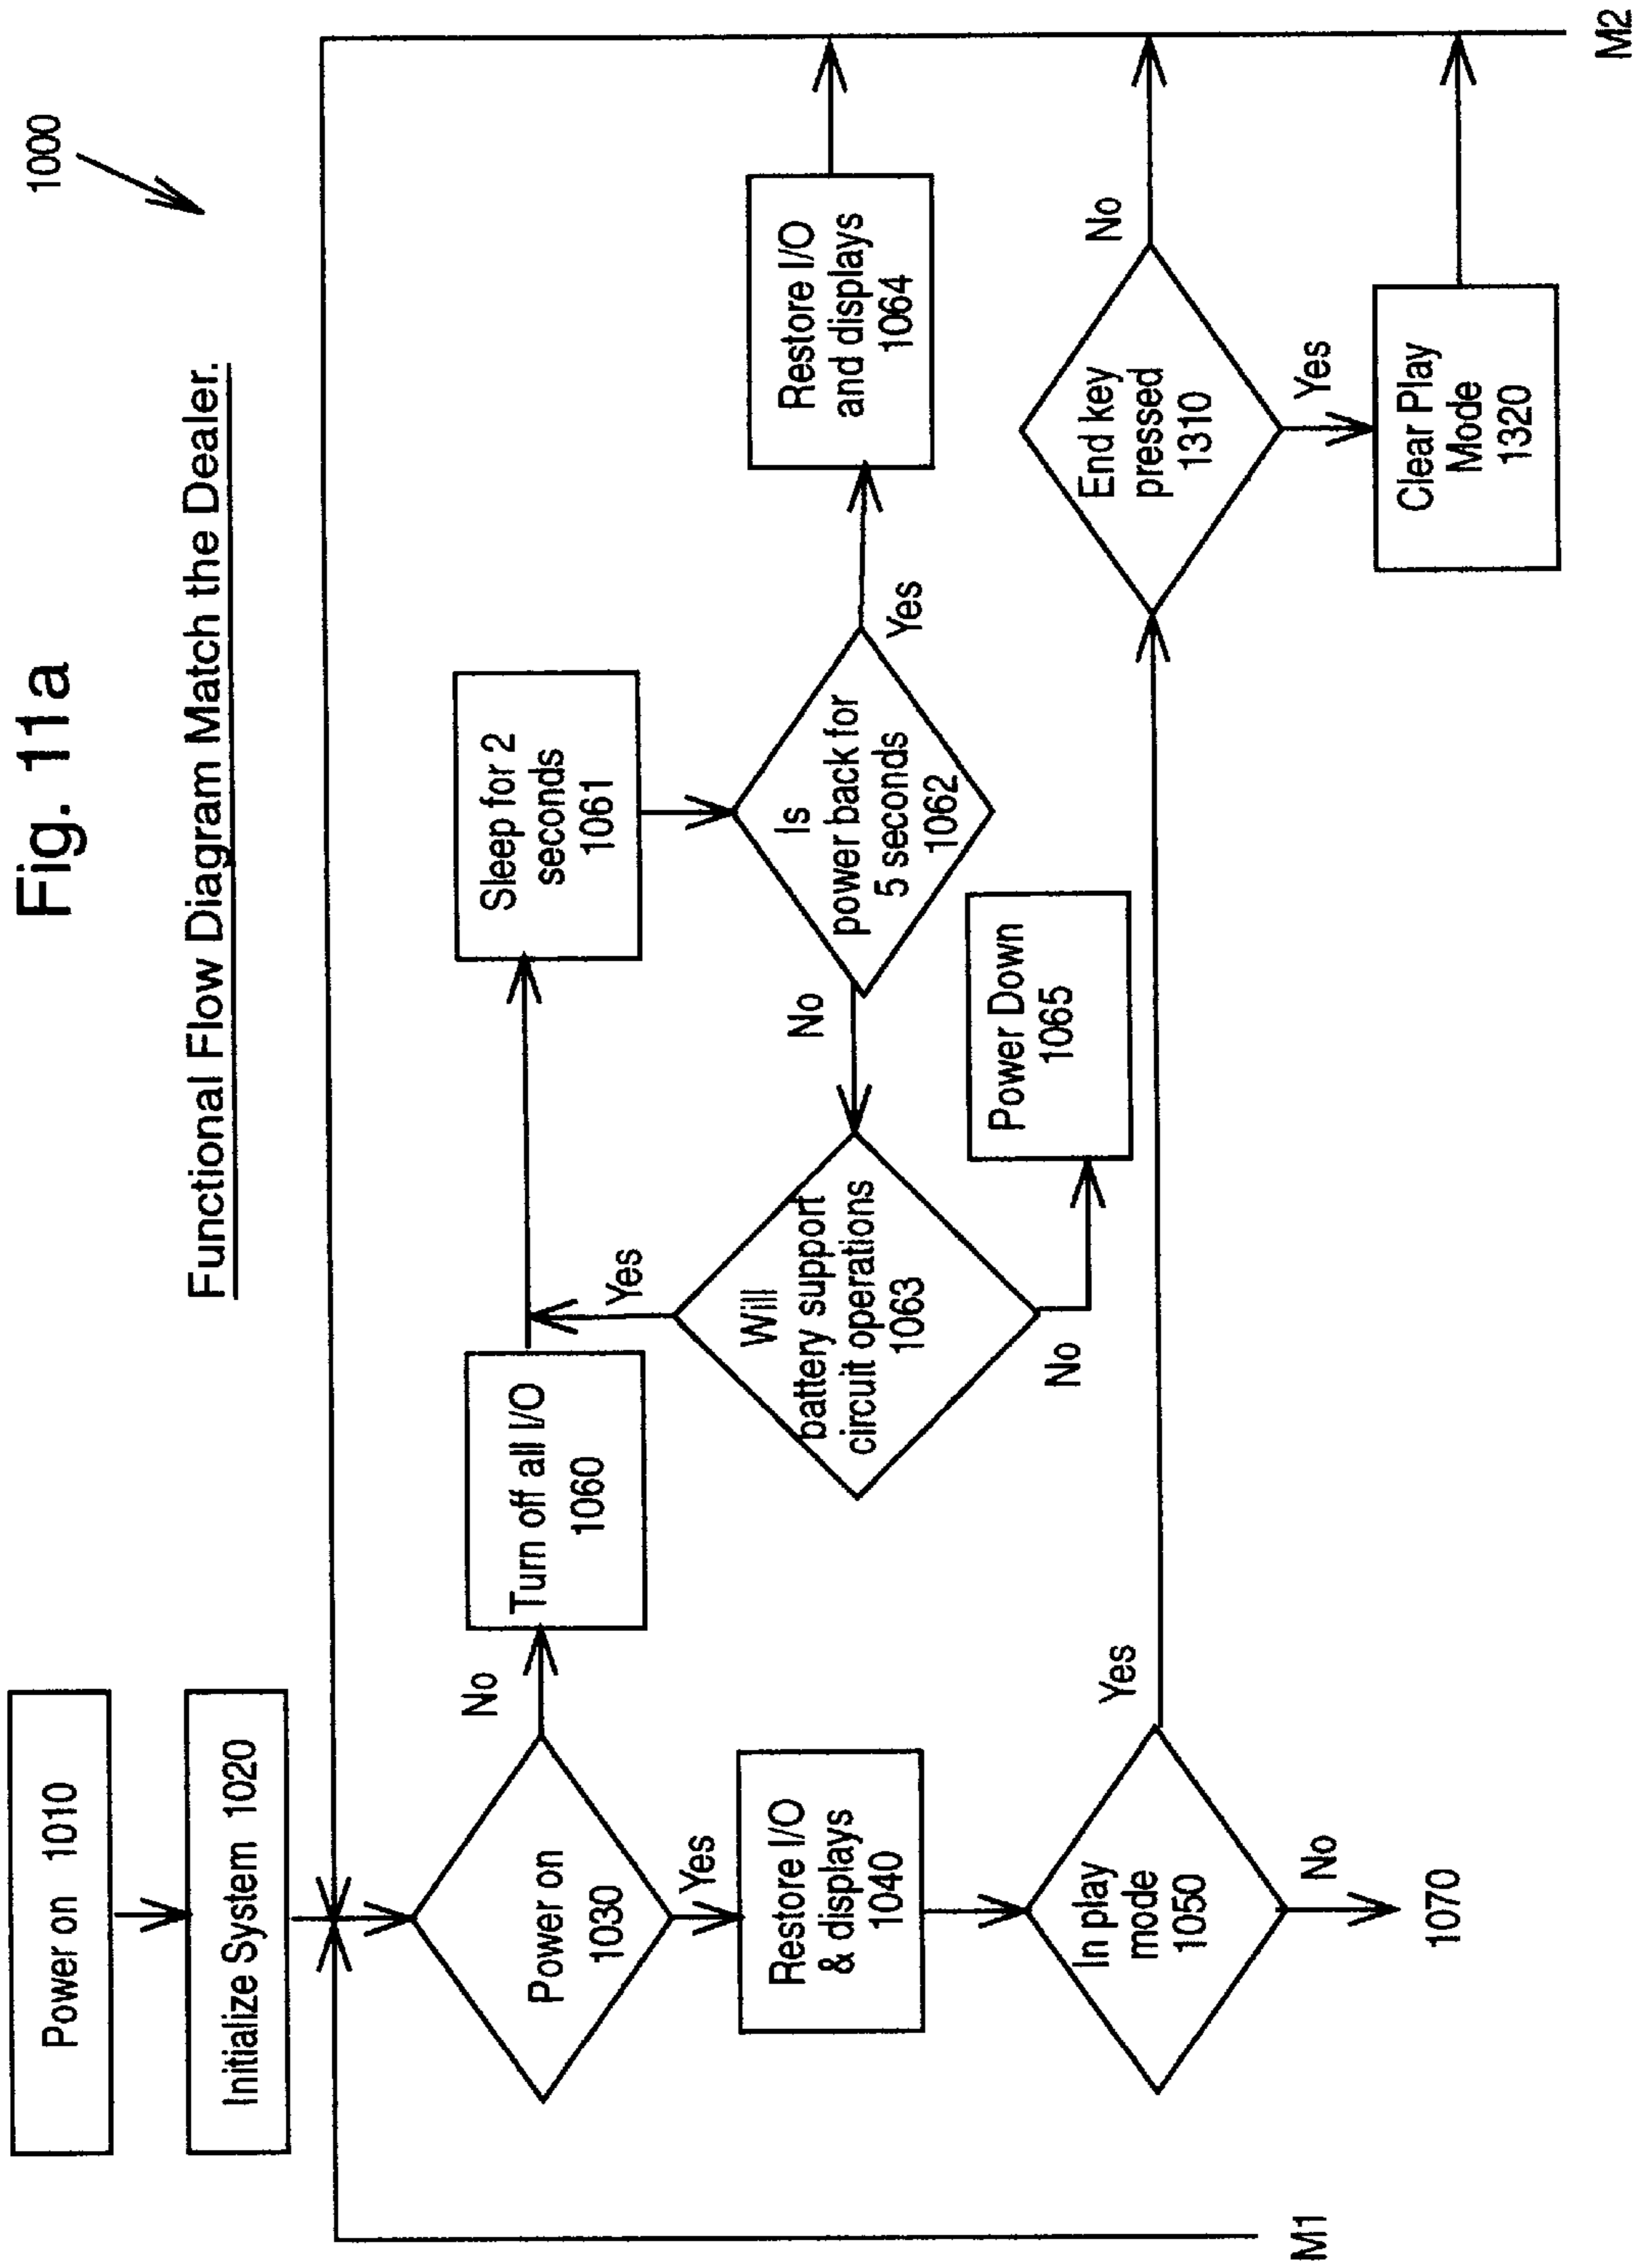 Fig. 11a
Functional Flow Diagram Match the Dealer.
1000
Power on 1010
Initialize System 1020
Power on
1030
No
Yes
Turn off all I/O
1060
Sleep for 2
seconds
1061
Restore I/O
& displays
1040
Yes
Will
battery support
circuit operations
1063
No
No
Is
power back for
5 seconds
1062
Yes
Restore I/O
and displays
1064
Power Down
1065
In play
mode
1050
Yes
No
1070
End key
pressed
1310
No
Yes
Clear Play
Mode
1320
M1
M2